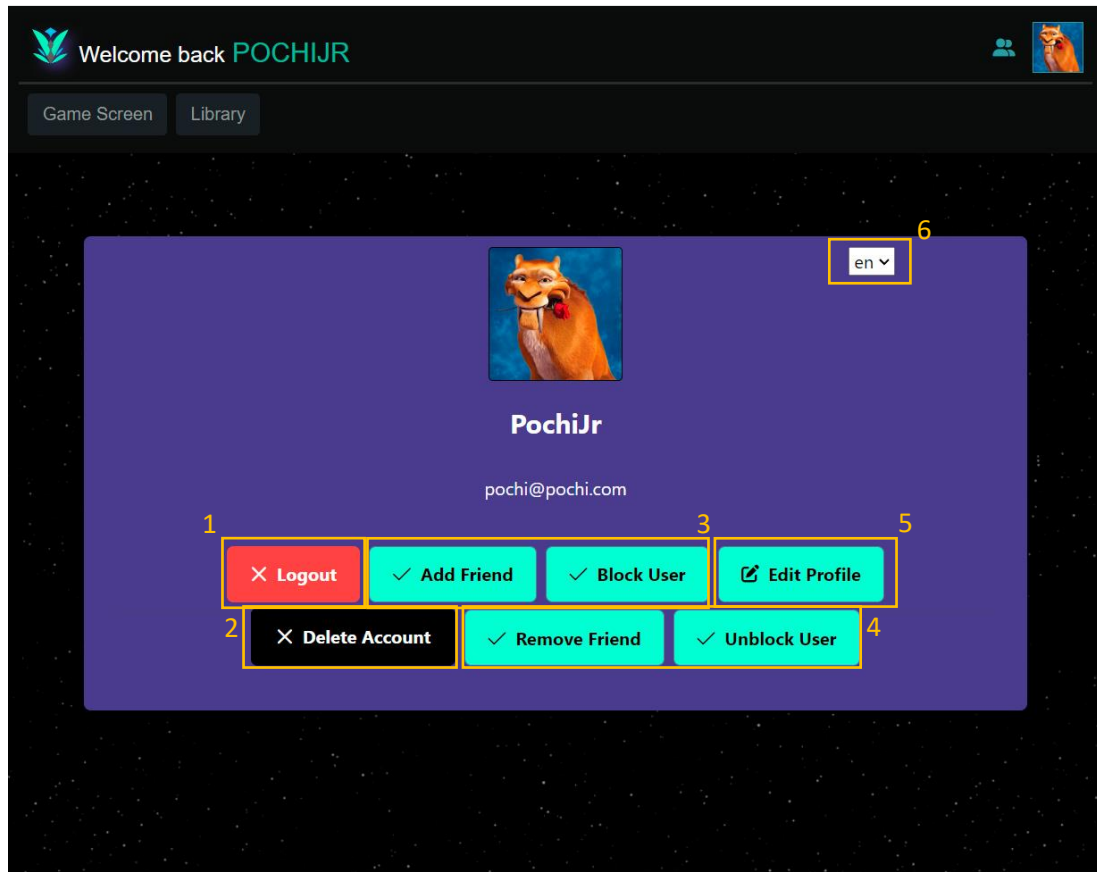 Welcome back POCHIJR
Game Screen Library
6
en
PochiJr
pochi@pochi.com
1 3 5
Logout Add Friend Block User Edit Profile
2 Delete Account Remove Friend Unblock User 4